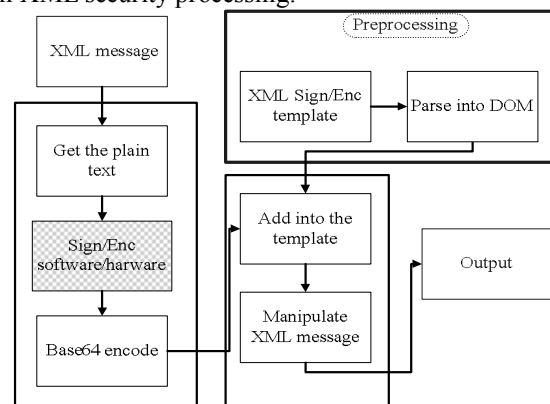 XML security processing.
Preprocessing
XML message
XML Sign/Enc
template
Parse into DOM
Get the plain
text
Add into the
template
Sign/Enc
software/harware
Output
Manipulate
XML message
Base64 encode